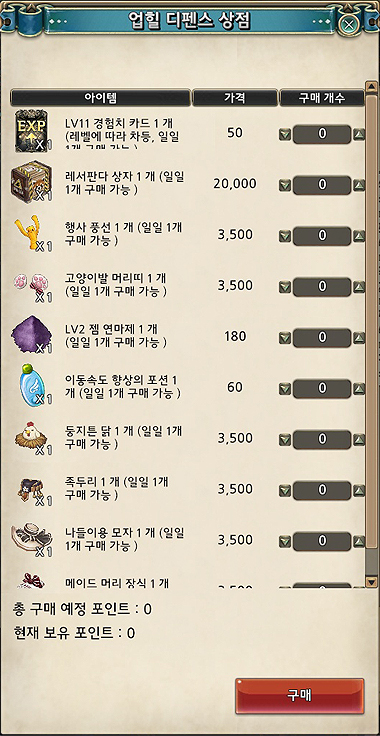 업힐 디펜스 상점
아이템 가격 구매 개수
LV11 경험치 카드 1 개
(레벨에 따라 차등, 일일
1개 구매 가능 )
EXP
X1
50
0
레서판다 상자 1 개 (일일
1개 구매 가능 )
X1
20,000
0
행사 풍선 1 개 (일일 1개
구매 가능 )
X1
3,500
0
고양이발 머리띠 1 개
(일일 1개 구매 가능 )
X1
3,500
0
LV2 젬 연마제 1 개
(일일 1개 구매 가능 )
X1
180
0
이동속도 향상의 포션 1
개 (일일 1개 구매 가능 )
X1
60
0
둥지튼 닭 1 개 (일일 1개
구매 가능 )
X1
3,500
0
족두리 1 개 (일일 1개
구매 가능 )
X1
3,500
0
나들이용 모자 1 개 (일일
1개 구매 가능 )
X1
3,500
0
메이드 머리 장식 1 개
3,500
총 구매 예정 포인트 : 0
현재 보유 포인트 : 0
구매